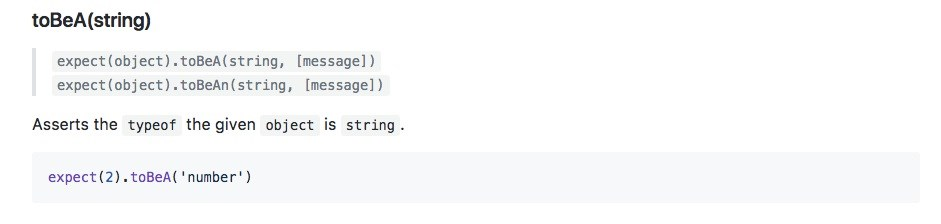 toBeA(string)
expect(object).toBeA(string, [message])
expect(object).toBeAn(string, [message])
Asserts the typeof the given object is string.
expect(2).toBeA('number')